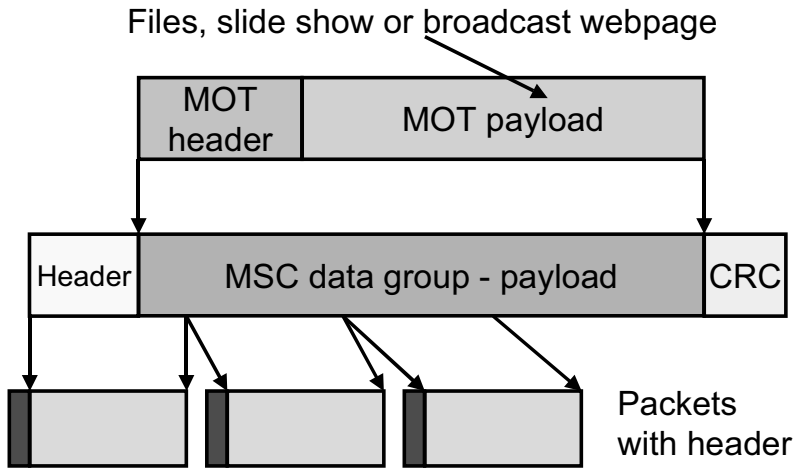 Files, slide show or broadcast webpage
MOT
header
MOT payload
Header
MSC data group - payload
CRC
Packets
with header